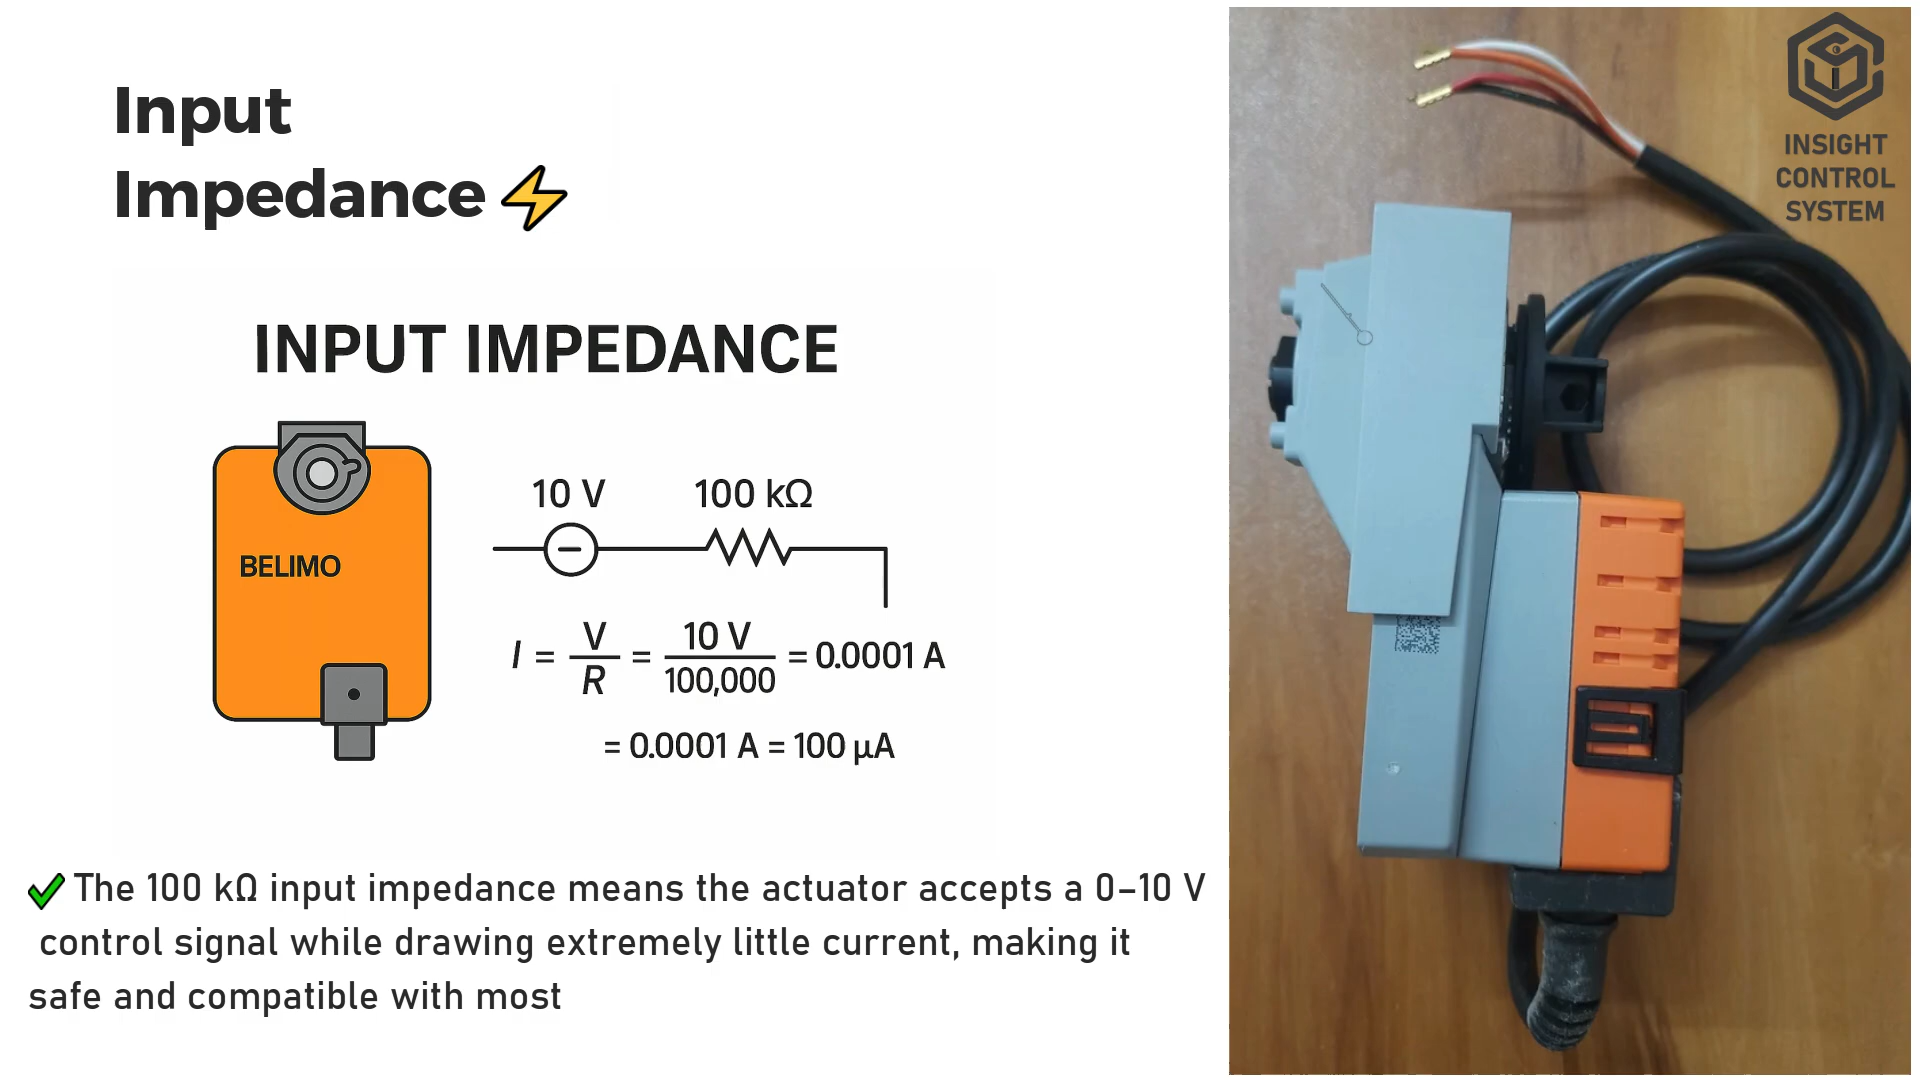 Input
Impedance ⚡
INSIGHT
CONTROL
SYSTEM
INPUT IMPEDANCE
BELIMO
10 V
100 kΩ
I = V/R = 10 V/100,000 = 0.0001 A
= 0.0001 A = 100 µA
✔ The 100 kΩ input impedance means the actuator accepts a 0–10 V
control signal while drawing extremely little current, making it
safe and compatible with most